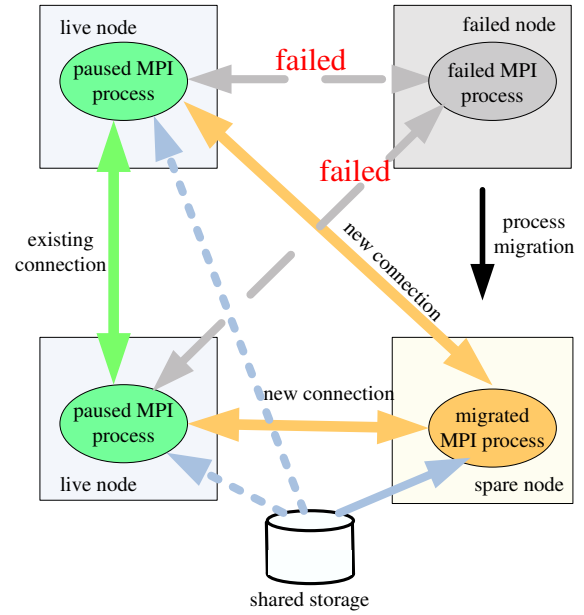 live node
failed node
paused MPI
process
failed
failed MPI
process
failed
existing
connection
new connection
process
migration
paused MPI
process
new connection
migrated
MPI process
live node
spare node
shared storage